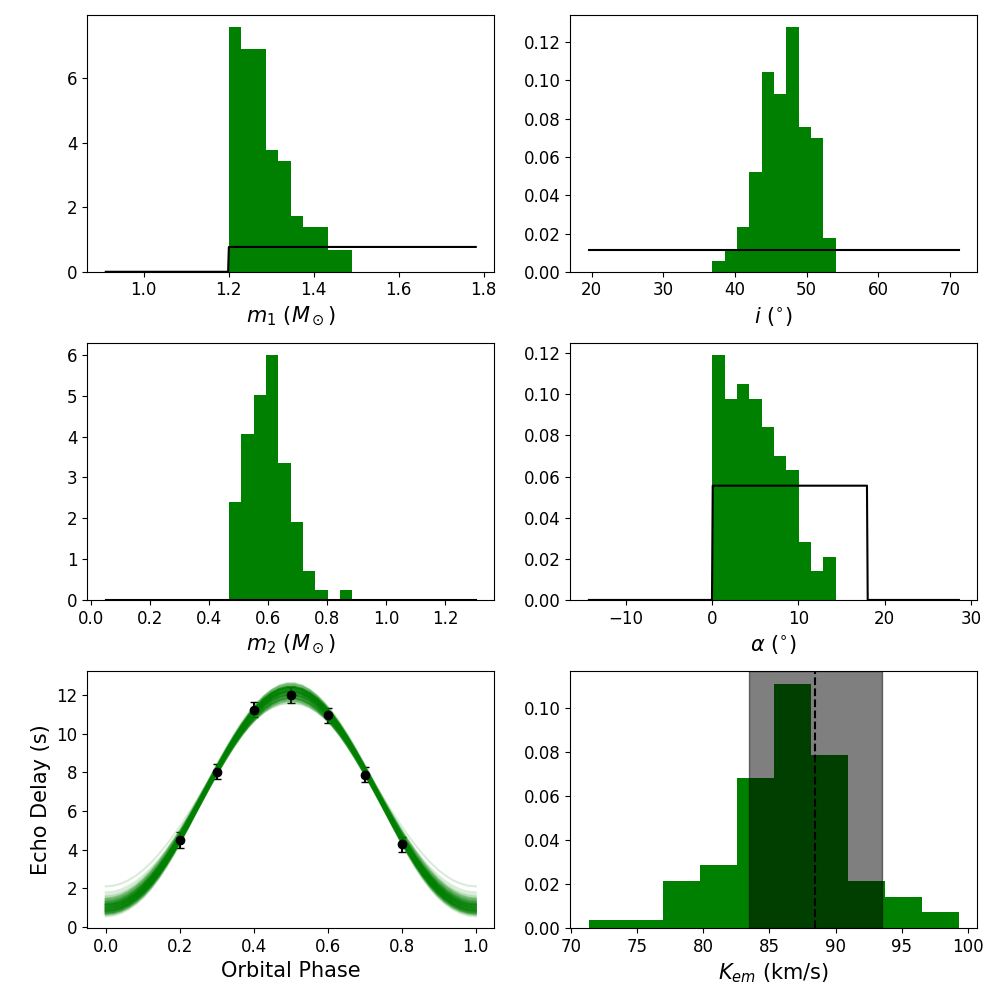 6
4
2
0
1.0 1.2 1.4 1.6 1.8
m₁ (M⊙)
0.12
0.10
0.08
0.06
0.04
0.02
0.00
20 30 40 50 60 70
i (°)
6
5
4
3
2
1
0
0.0 0.2 0.4 0.6 0.8 1.0 1.2
m₂ (M⊙)
0.12
0.10
0.08
0.06
0.04
0.02
0.00
−10 0 10 20 30
α (°)
Echo Delay (s)
12
10
8
6
4
2
0
0.0 0.2 0.4 0.6 0.8 1.0
Orbital Phase
0.10
0.08
0.06
0.04
0.02
0.00
70 75 80 85 90 95 100
Kₑₘ (km/s)